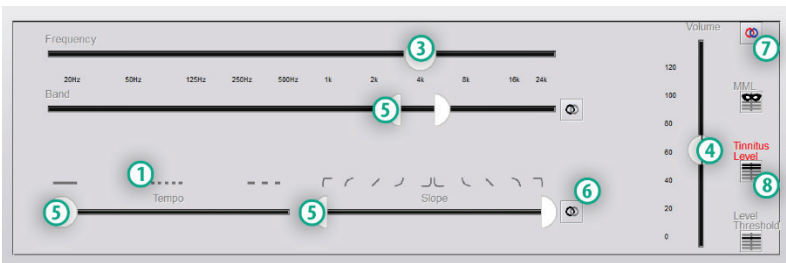 Frequency
3
Volume
7
20Hz 50Hz 125Hz 250Hz 500Hz 1k 2k 4k 8k 16k 24k
Band
5
120
100
80
60
40
20
0
MML
4
Tinnitus
Level
8
1
Tempo
5
5
Slope
6
Level
Threshold